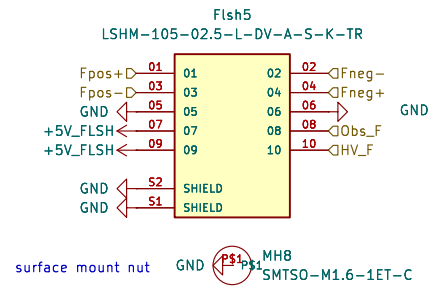 Flsh5
LSHM-105-02.5-L-DV-A-S-K-TR
Fpos+ 01 01 02 02 Fneg-
Fpos- 03 03 04 04 Fneg+
GND 05 05 06 06 GND
+5V_FLSH 07 07 08 08 Obs_F
+5V_FLSH 09 09 10 10 HV_F
GND S2 SHIELD
GND S1 SHIELD
surface mount nut GND P$1 P$1 MH8
SMTSO-M1.6-1ET-C